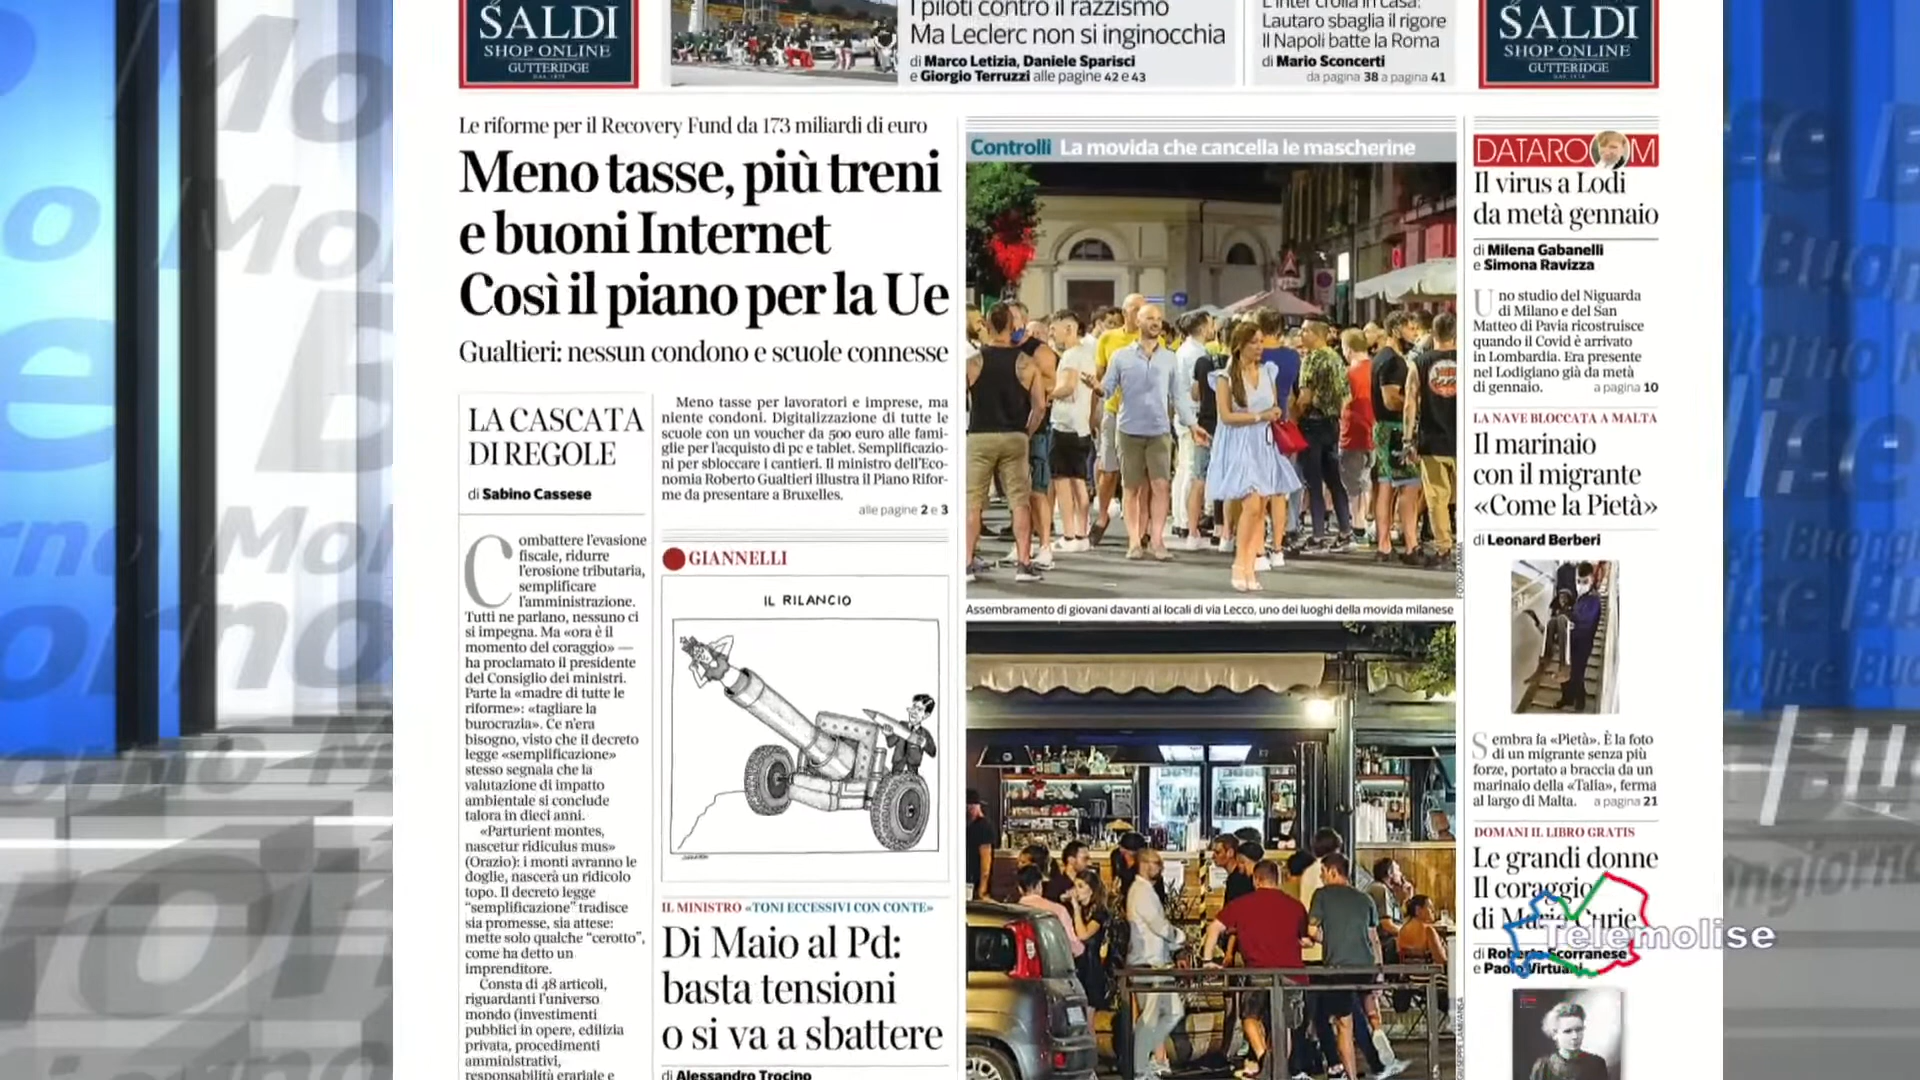 SALDI
SHOP ONLINE
GUTTERIDGE
I piloti contro il razzismo
Ma Leclerc non si inginocchia
di Marco Letizia, Daniele Sparisci
e Giorgio Terruzzi alle pagine 42 e 43
L'Inter crolla in casa:
Lautaro sbaglia il rigore
Il Napoli batte la Roma
di Mario Sconcerti
da pagina 38 a pagina 41
SALDI
SHOP ONLINE
GUTTERIDGE
Le riforme per il Recovery Fund da 173 miliardi di euro
Meno tasse, più treni
e buoni Internet
Così il piano per la Ue
Gualtieri: nessun condono e scuole connesse
LA CASCATA
DI REGOLE
di Sabino Cassese
Combattere l'evasione
fiscale, ridurre
l'erosione tributaria,
semplificare
l'amministrazione.
Tutti ne parlano, nessuno ci
si impegna. Ma «ora è il
momento del coraggio» —
ha proclamato il presidente
del Consiglio dei ministri.
Parte la «madre di tutte le
riforme»: «tagliare la
burocrazia». Ce n'era
bisogno, visto che il decreto
legge «semplificazione»
stesso segnala che la
valutazione di impatto
ambientale si conclude
talora in dieci anni.
«Parturient montes,
nascetur ridiculus mus»
(Orazio): i monti avranno le
doglie, nascerà un ridicolo
topo. Il decreto legge
“semplificazione” tradisce
sia promesse, sia attese:
mette solo qualche “cerotto”,
come ha detto un
imprenditore.
Consta di 48 articoli,
riguardanti l'universo
mondo (investimenti
pubblici in opere, edilizia
privata, procedimenti
amministrativi,
responsabilità erariale e
Meno tasse per lavoratori e imprese, ma
niente condoni. Digitalizzazione di tutte le
scuole con un voucher da 500 euro alle fami-
glie per l'acquisto di pc e tablet. Semplificazio-
ni per sbloccare i cantieri. Il ministro dell'Eco-
nomia Roberto Gualtieri illustra il Piano Rifor-
me da presentare a Bruxelles.
alle pagine 2 e 3
GIANNELLI
IL RILANCIO
IL MINISTRO «TONI ECCESSIVI CON CONTE»
Di Maio al Pd:
basta tensioni
o si va a sbattere
di Alessandro Trocino
Controlli La movida che cancella le mascherine
Assembramento di giovani davanti ai locali di via Lecco, uno dei luoghi della movida milanese
DATAROOM
Il virus a Lodi
da metà gennaio
di Milena Gabanelli
e Simona Ravizza
Uno studio del Niguarda
di Milano e del San
Matteo di Pavia ricostruisce
quando il Covid è arrivato
in Lombardia. Era presente
nel Lodigiano già da metà
di gennaio. a pagina 10
LA NAVE BLOCCATA A MALTA
Il marinaio
con il migrante
«Come la Pietà»
di Leonard Berberi
Sembra la «Pietà». È la foto
di un migrante senza più
forze, portato a braccia da un
marinaio della «Talia», ferma
al largo di Malta. a pagina 21
DOMANI IL LIBRO GRATIS
Le grandi donne
Il coraggio
di Marie Curie
di Roberta Scorranese
e Paolo Virtuani
Telemolise